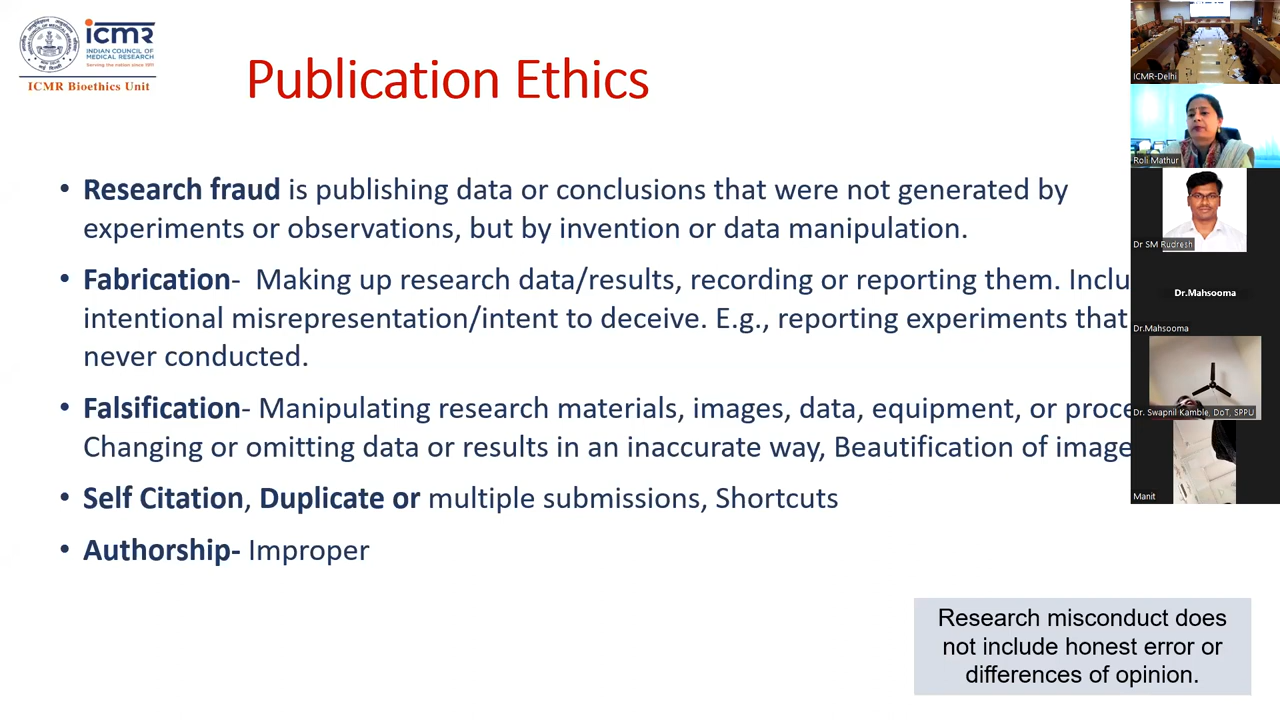 icmr
INDIAN COUNCIL OF
MEDICAL RESEARCH
Serving the nation since 1911
ICMR Bioethics Unit
Publication Ethics
• Research fraud is publishing data or conclusions that were not generated by
experiments or observations, but by invention or data manipulation.
• Fabrication- Making up research data/results, recording or reporting them. Inclu
intentional misrepresentation/intent to deceive. E.g., reporting experiments that
never conducted.
• Falsification- Manipulating research materials, images, data, equipment, or proce
Changing or omitting data or results in an inaccurate way, Beautification of image
• Self Citation, Duplicate or multiple submissions, Shortcuts
• Authorship- Improper
Research misconduct does
not include honest error or
differences of opinion.
ICMR-Delhi
Roli Mathur
Dr SM Rudresh
Dr.Mahsooma
Dr.Mahsooma
Dr. Swapnil Kamble, DoT, SPPU
Manit